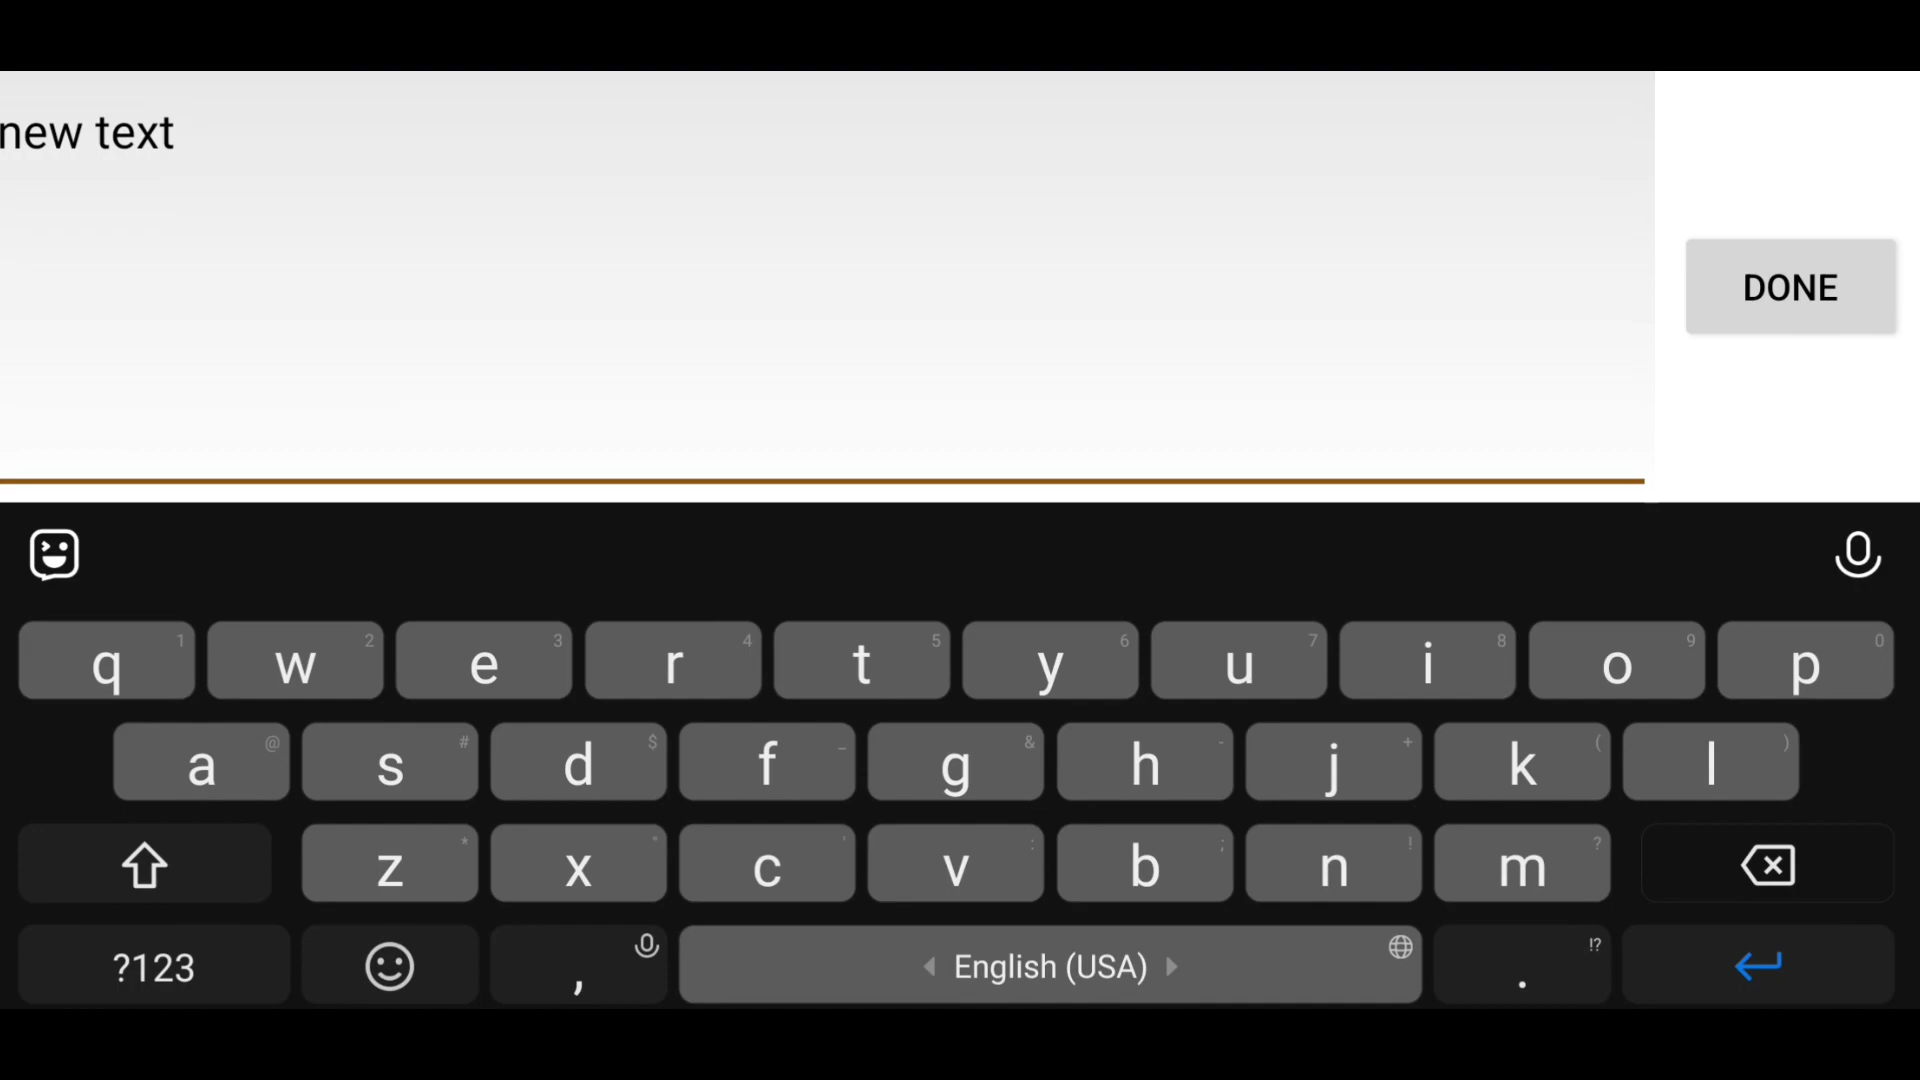 new text
DONE
q 1 w 2 e 3 r 4 t 5 y 6 u 7 i 8 o 9 p 0
a @ s # d $ f _ g & h - j + k ( l )
z * x " c ' v : b ; n ! m ?
?123 , English (USA) . !?